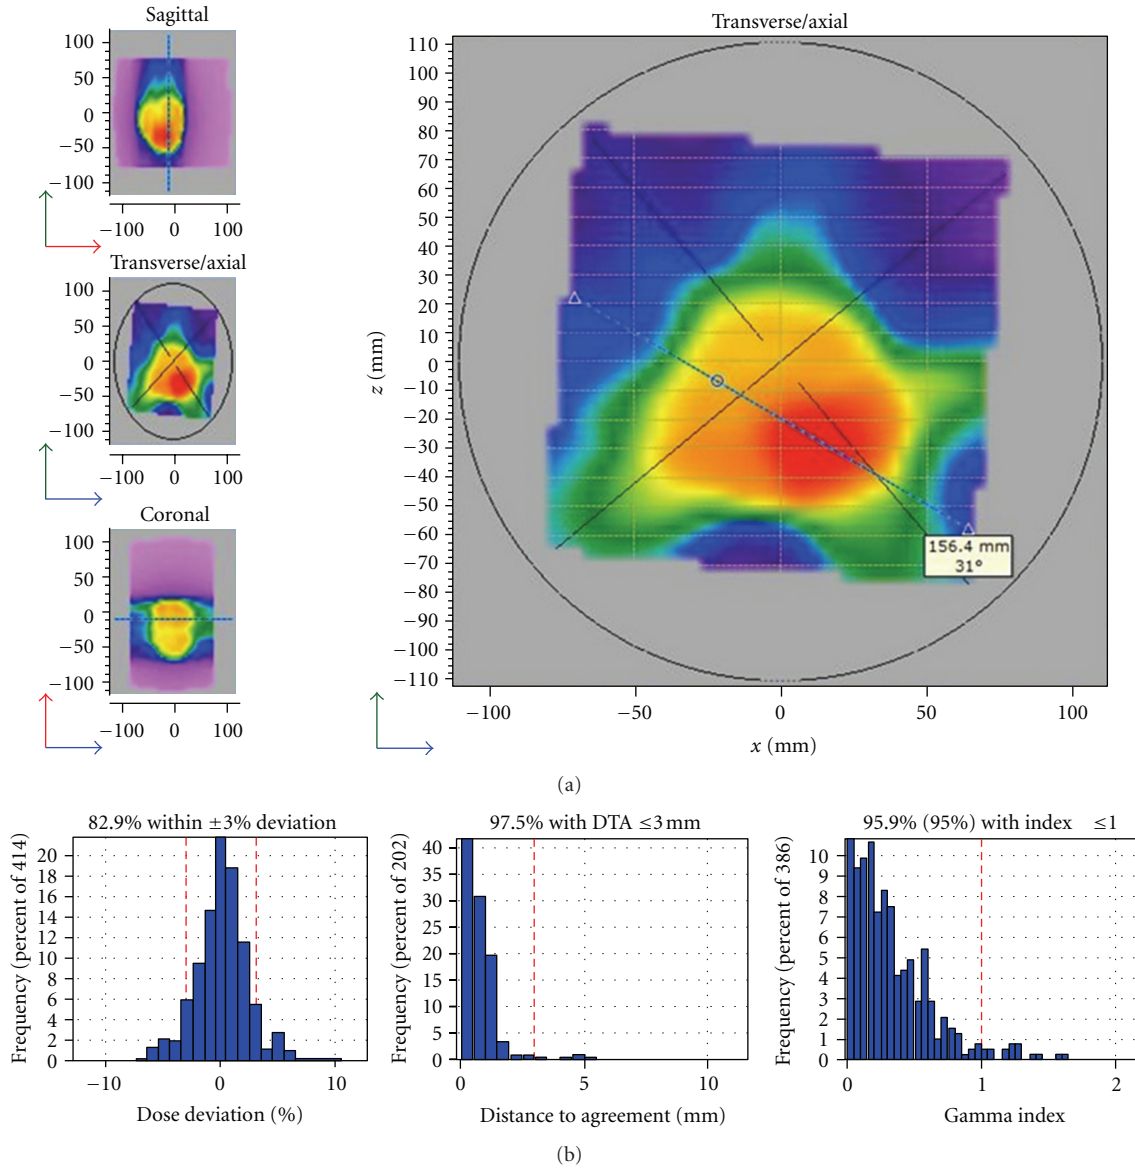 Sagittal
100
50
0
−50
−100
−100 0 100
Transverse/axial
100
50
0
−50
−100
−100 0 100
Coronal
100
50
0
−50
−100
−100 0 100
Transverse/axial
110
100
90
80
70
60
50
40
30
20
10
0
−10
−20
−30
−40
−50
−60
−70
−80
−90
−100
−110
z (mm)
156.4 mm
31°
−100 −50 0 50 100
x (mm)
(a)
82.9% within ±3% deviation
Frequency (percent of 414)
20
18
16
14
12
10
8
6
4
2
0
−10 0 10
Dose deviation (%)
97.5% with DTA ≤3 mm
Frequency (percent of 202)
40
35
30
25
20
15
10
5
0
0 5 10
Distance to agreement (mm)
95.9% (95%) with index ≤1
Frequency (percent of 386)
10
9
8
7
6
5
4
3
2
1
0
0 1 2
Gamma index
(b)